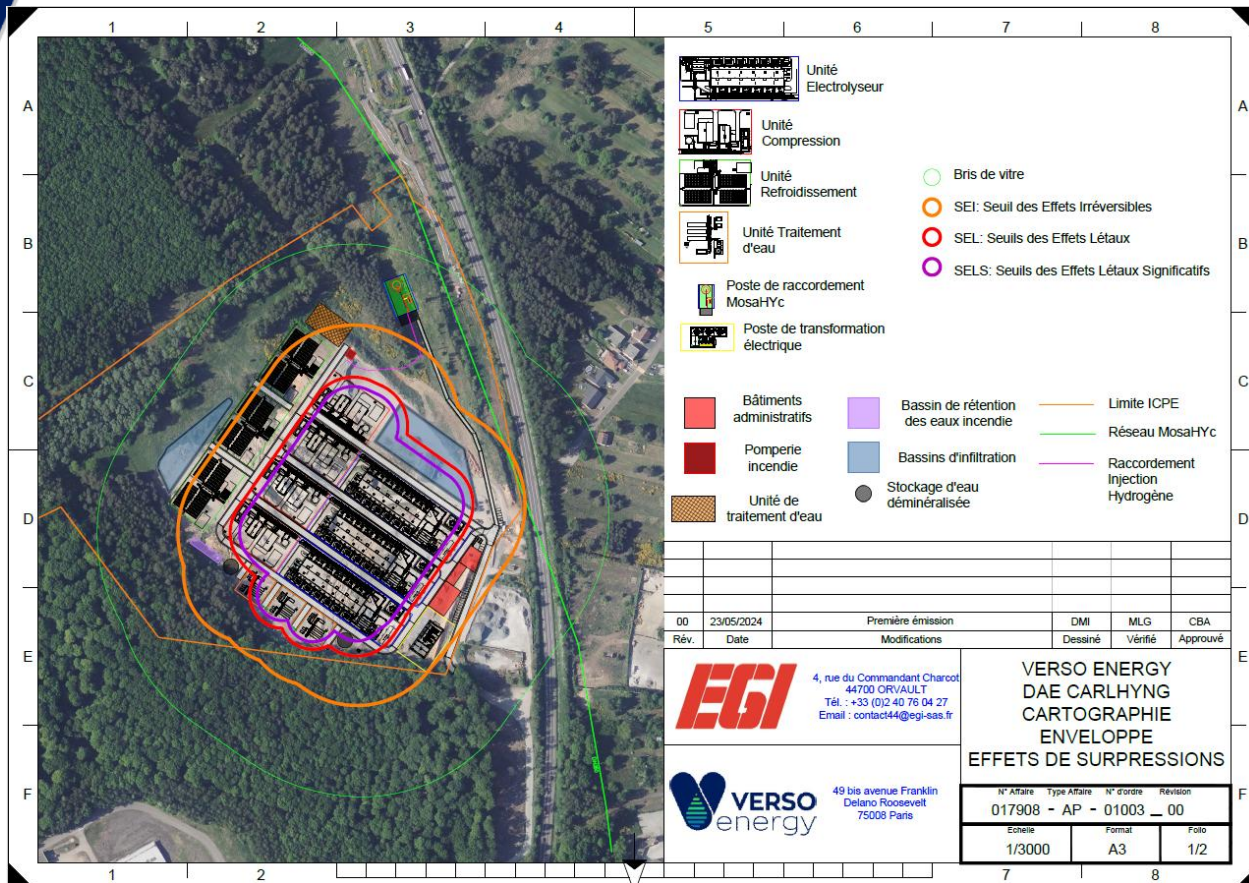 1 2 3 4 5 6 7 8
A
B
C
D
E
F
A
B
C
D
E
F
Unité
Electrolyseur
Unité
Compression
Unité
Refroidissement
Unité Traitement
d'eau
Poste de raccordement
MosaHYc
Poste de transformation
électrique
Bris de vitre
SEI: Seuil des Effets Irréversibles
SEL: Seuils des Effets Létaux
SELS: Seuils des Effets Létaux Significatifs
Bâtiments
administratifs
Pomperie
incendie
Unité de
traitement d'eau
Bassin de rétention
des eaux incendie
Bassins d'infiltration
Stockage d'eau
déminéralisée
Limite ICPE
Réseau MosaHYc
Raccordement
Injection
Hydrogène
00 23/05/2024 Première émission DMI MLG CBA
Rév. Date Modifications Dessiné Vérifié Approuvé
EGI
4, rue du Commandant Charcot
44700 ORVAULT
Tél. : +33 (0)2 40 76 04 27
Email : contact44@egi-sas.fr
VERSO
energy
49 bis avenue Franklin
Delano Roosevelt
75008 Paris
VERSO ENERGY
DAE CARLHYNG
CARTOGRAPHIE
ENVELOPPE
EFFETS DE SURPRESSIONS
N° Affaire Type Affaire N° d'ordre Révision
017908 - AP - 01003 _ 00
Echelle Format Folio
1/3000 A3 1/2
1 2 7 8